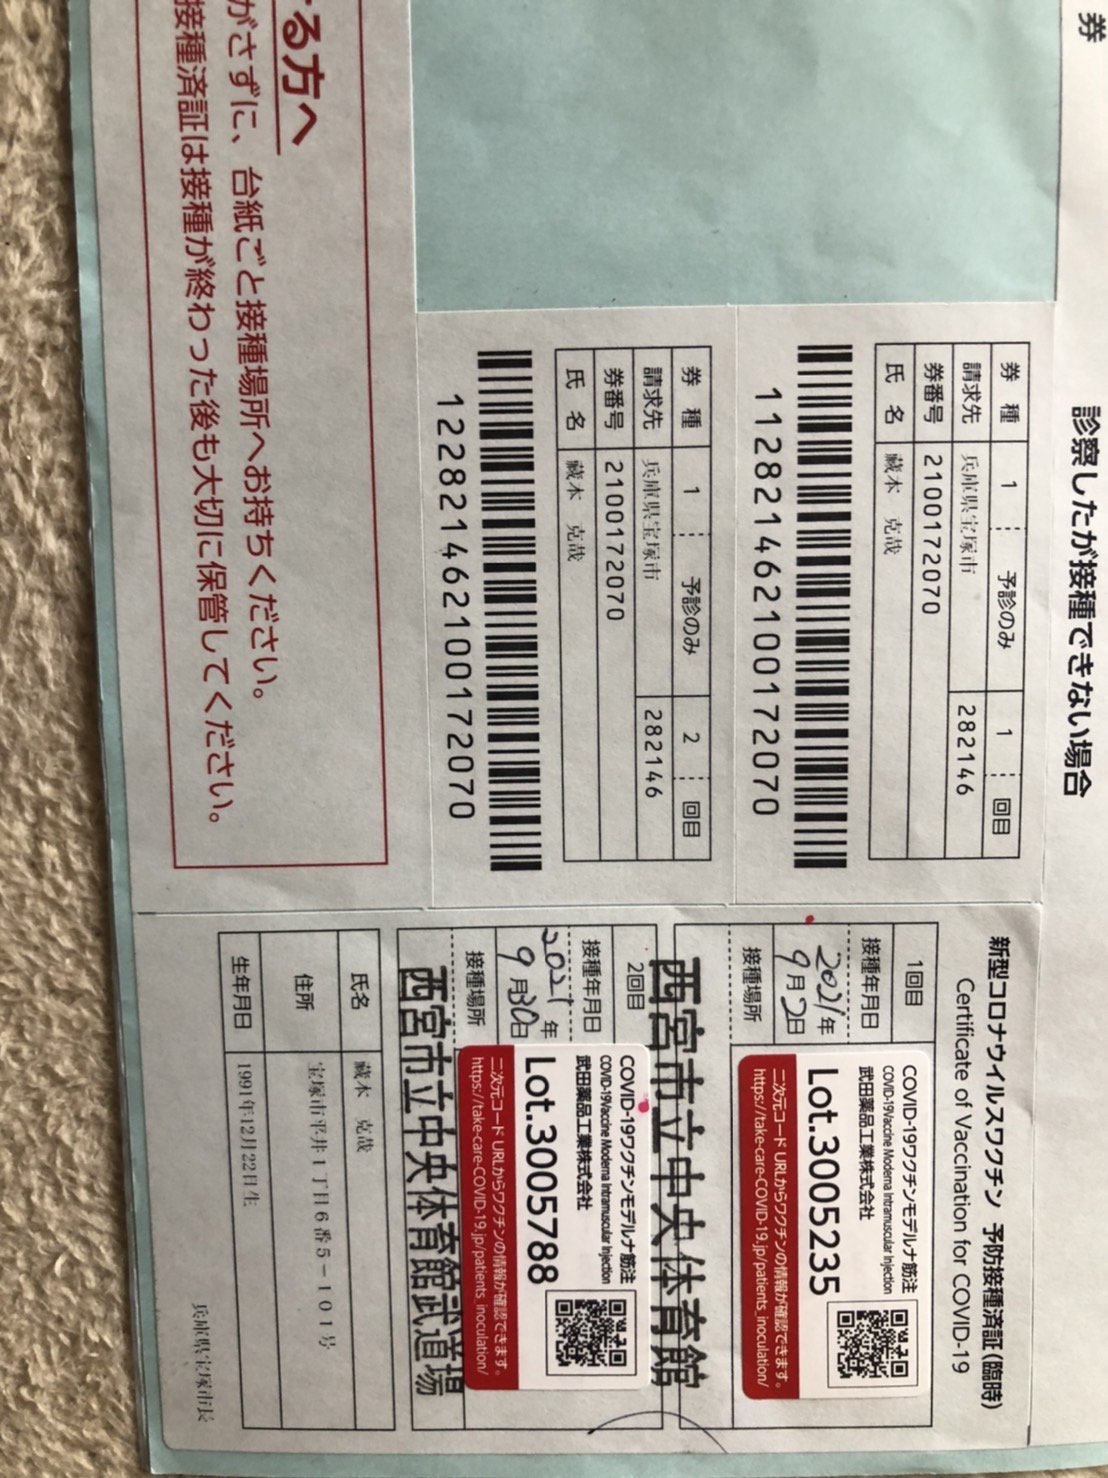 券
診察したが接種できない場合
券種 1 予診のみ 1 回目
請求先 兵庫県宝塚市 282146
券番号 2100172070
氏名 藏本 克哉
112821462100172070
券種 1 予診のみ 2 回目
請求先 兵庫県宝塚市 282146
券番号 2100172070
氏名 藏本 克哉
122821462100172070
る方へ
がさずに、台紙ごと接種場所へお持ちください。
接種済証は接種が終わった後も大切に保管してください。
新型コロナウイルスワクチン 予防接種済証(臨時)
Certificate of Vaccination for COVID-19
1回目
接種年月日
2021年
9月2日
接種場所
COVID-19ワクチンモデルナ筋注
COVID-19Vaccine Moderna Intramuscular Injection
武田薬品工業株式会社
Lot.3005235
二次元コード URLからワクチンの情報が確認できます。
https://take-care-COVID-19.jp/patients_inoculation/
西宮市立中央体育館
2回目
接種年月日
2021年
9月30日
接種場所
COVID-19ワクチンモデルナ筋注
COVID-19Vaccine Moderna Intramuscular Injection
武田薬品工業株式会社
Lot.3005788
二次元コード URLからワクチンの情報が確認できます。
https://take-care-COVID-19.jp/patients_inoculation/
西宮市立中央体育館武道場
氏名 藏本 克哉
住所 宝塚市平井1丁目6番5-101号
生年月日 1991年12月22日生
兵庫県宝塚市長